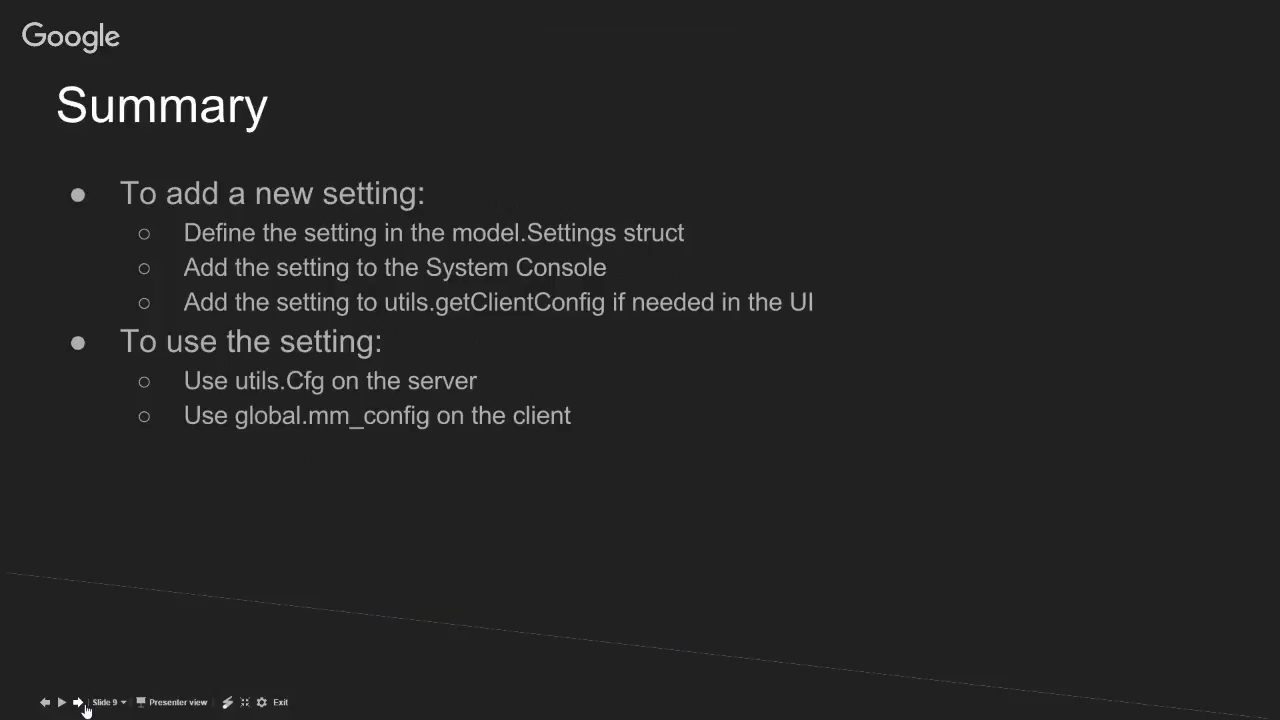 Google
Summary
● To add a new setting:
○ Define the setting in the model.Settings struct
○ Add the setting to the System Console
○ Add the setting to utils.getClientConfig if needed in the UI
● To use the setting:
○ Use utils.Cfg on the server
○ Use global.mm_config on the client
Slide 9 Presenter view Exit